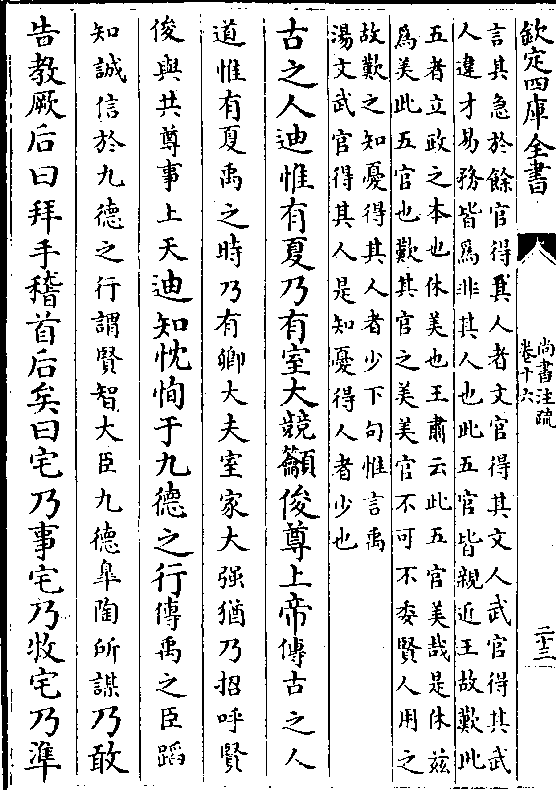 欽定四庫全書
尚書注疏
卷十六
二十三
言其急於餘官得其人者文官得其文人武官得其武
人違才易務皆為非其人也此五官皆親近王故歎此
五者立政之本也休美也王肅云此五官美哉是休茲
為美此五官也歎其官之美美官不可不委賢人用之
故歎之知憂得其人者少下句惟言禹
湯文武官得其人是知憂得人者少也
古之人迪惟有夏乃有室大競籲俊尊上帝傳古之人
道惟有夏禹之時乃有卿大夫室家大强猶乃招呼賢
俊與共尊事上天迪知忱恂于九德之行傳禹之臣蹈
知誠信於九德之行謂賢智大臣九德臯陶所謀乃敢
告教厥后曰拜手稽首后矣曰宅乃事宅乃牧宅乃準